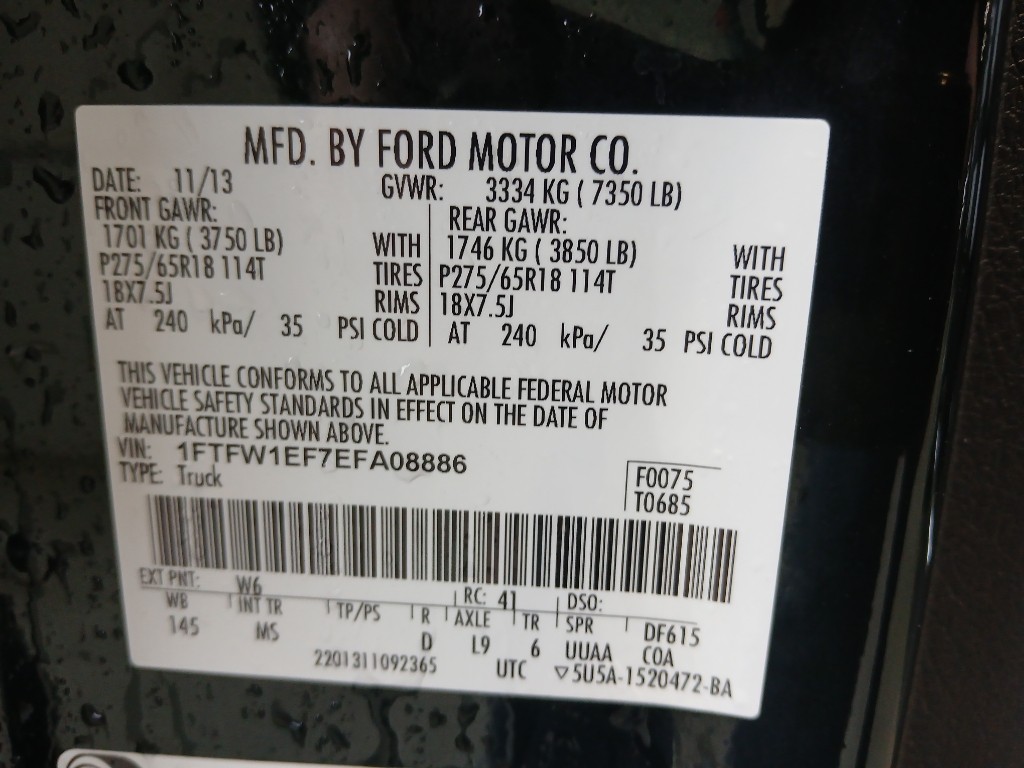 MFD. BY FORD MOTOR CO.
DATE: 11/13 GVWR: 3334 KG ( 7350 LB)
FRONT GAWR: REAR GAWR:
1701 KG ( 3750 LB) WITH 1746 KG ( 3850 LB) WITH
P275/65R18 114T TIRES P275/65R18 114T TIRES
18X7.5J RIMS 18X7.5J RIMS
AT 240 kPa/ 35 PSI COLD AT 240 kPa/ 35 PSI COLD
THIS VEHICLE CONFORMS TO ALL APPLICABLE FEDERAL MOTOR
VEHICLE SAFETY STANDARDS IN EFFECT ON THE DATE OF
MANUFACTURE SHOWN ABOVE.
VIN: 1FTFW1EF7EFA08886
TYPE: Truck F0075
T0685
EXT PNT: W6 RC: 41 DSO:
WB INT TR TP/PS R AXLE TR SPR DF615
145 MS D L9 6 UUAA COA
2201311092365 UTC ▽5U5A-1520472-BA